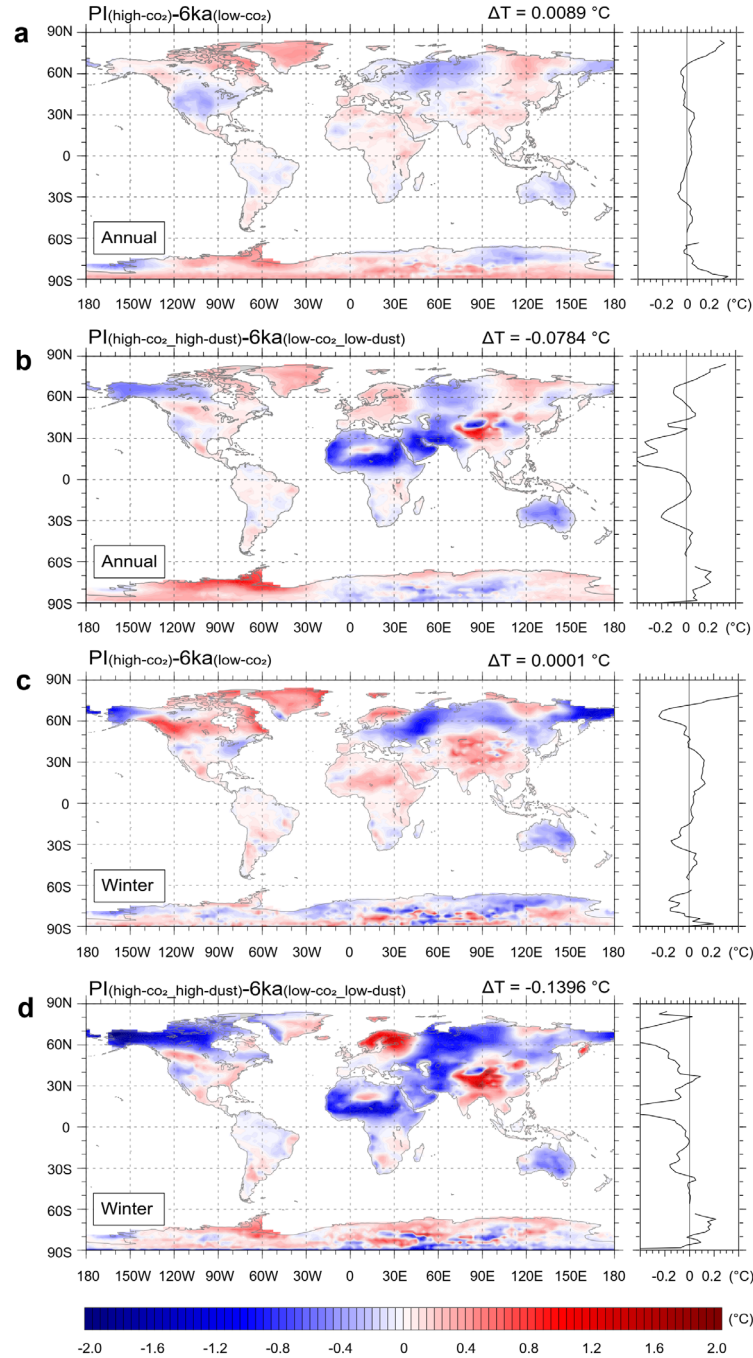 a PI(high-co₂)-6ka(low-co₂) ΔT = 0.0089 °C
90N
60N
30N
0
30S
60S
90S
Annual
180 150W 120W 90W 60W 30W 0 30E 60E 90E 120E 150E 180
-0.2 0 0.2 (°C)
b PI(high-co₂_high-dust)-6ka(low-co₂_low-dust) ΔT = -0.0784 °C
90N
60N
30N
0
30S
60S
90S
Annual
180 150W 120W 90W 60W 30W 0 30E 60E 90E 120E 150E 180
-0.2 0 0.2 (°C)
c PI(high-co₂)-6ka(low-co₂) ΔT = 0.0001 °C
90N
60N
30N
0
30S
60S
90S
Winter
180 150W 120W 90W 60W 30W 0 30E 60E 90E 120E 150E 180
-0.2 0 0.2 (°C)
d PI(high-co₂_high-dust)-6ka(low-co₂_low-dust) ΔT = -0.1396 °C
90N
60N
30N
0
30S
60S
90S
Winter
180 150W 120W 90W 60W 30W 0 30E 60E 90E 120E 150E 180
-0.2 0 0.2 (°C)
(°C)
-2.0 -1.6 -1.2 -0.8 -0.4 0 0.4 0.8 1.2 1.6 2.0